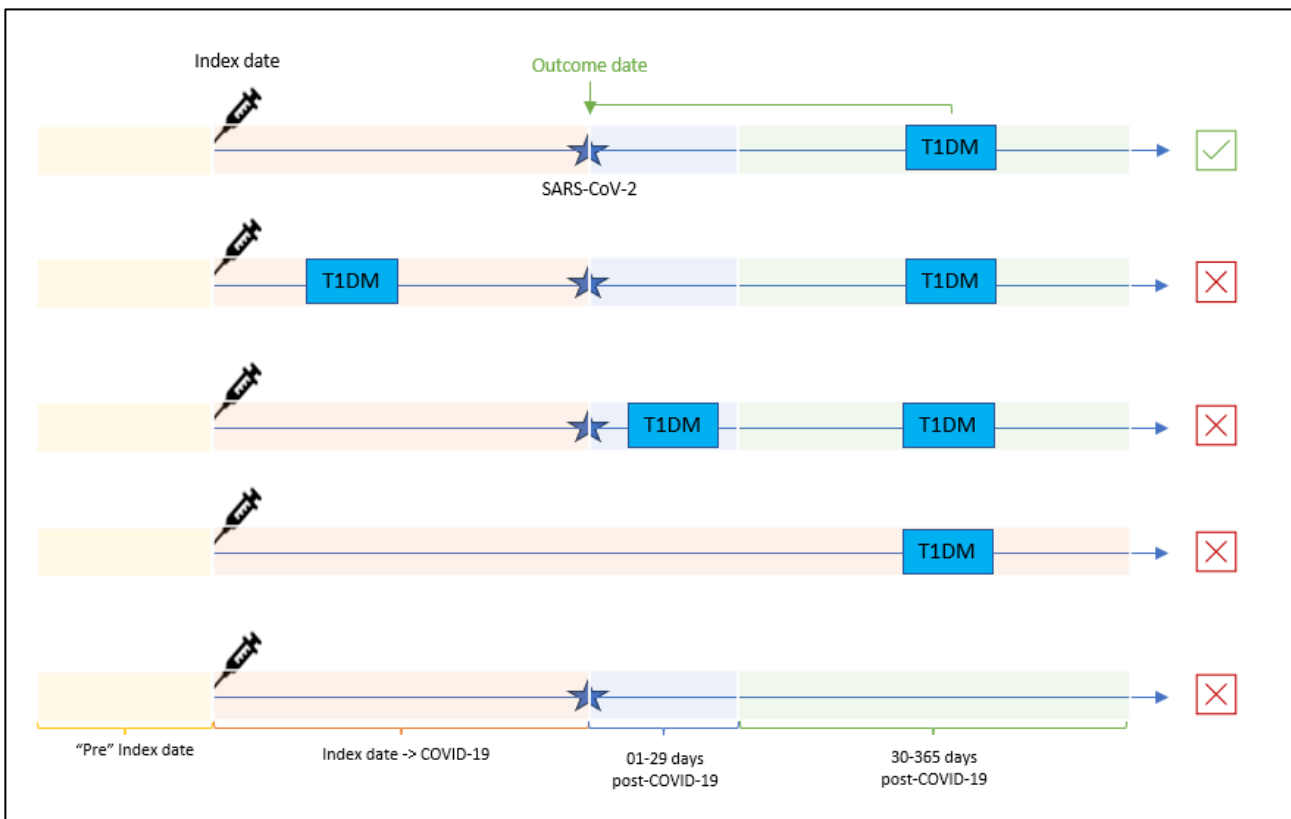 Index date
Outcome date
T1DM
SARS-CoV-2
T1DM
T1DM
T1DM
T1DM
T1DM
"Pre" Index date
Index date -> COVID-19
01-29 days
post-COVID-19
30-365 days
post-COVID-19